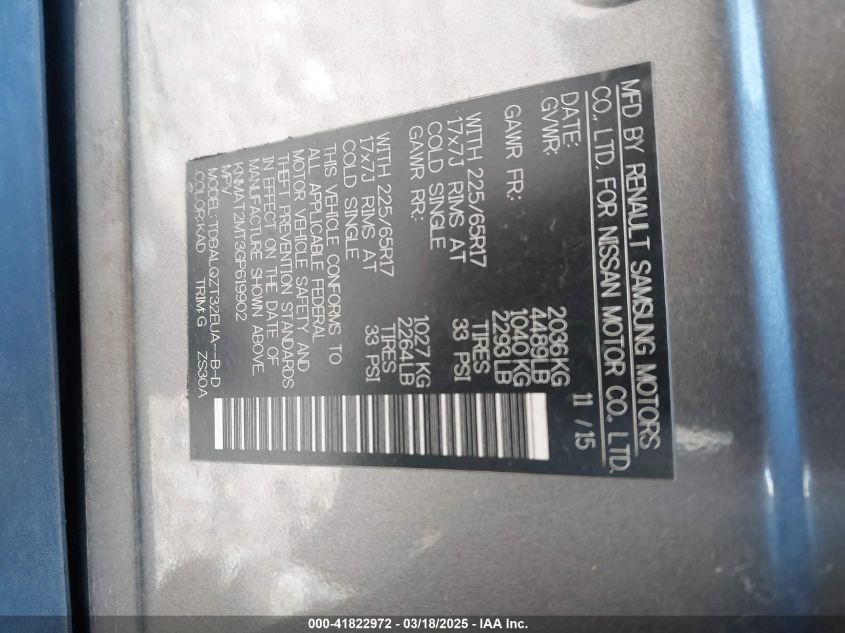 MFD BY RENAULT SAMSUNG MOTORS
CO., LTD. FOR NISSAN MOTOR CO., LTD.
DATE: 11 / 15
GVWR: 2036 KG
4489LB
GAWR FR: 1040 KG
2293LB
WITH 225/65R17 TIRES
17x7J RIMS AT 33 PSI
COLD SINGLE
GAWR RR: 1027 KG
2264LB
WITH 225/65R17 TIRES
17x7J RIMS AT 33 PSI
COLD SINGLE
THIS VEHICLE CONFORMS TO
ALL APPLICABLE FEDERAL
MOTOR VEHICLE SAFETY AND
THEFT PREVENTION STANDARDS
IN EFFECT ON THE DATE OF
MANUFACTURE SHOWN ABOVE.
KNMAT2MT3GP619902
MPV
MODEL: TDBALQZT32EUA--B-D
COLOR:KAD TRIM:G ZS30A
000-41822972 - 03/18/2025 - IAA Inc.